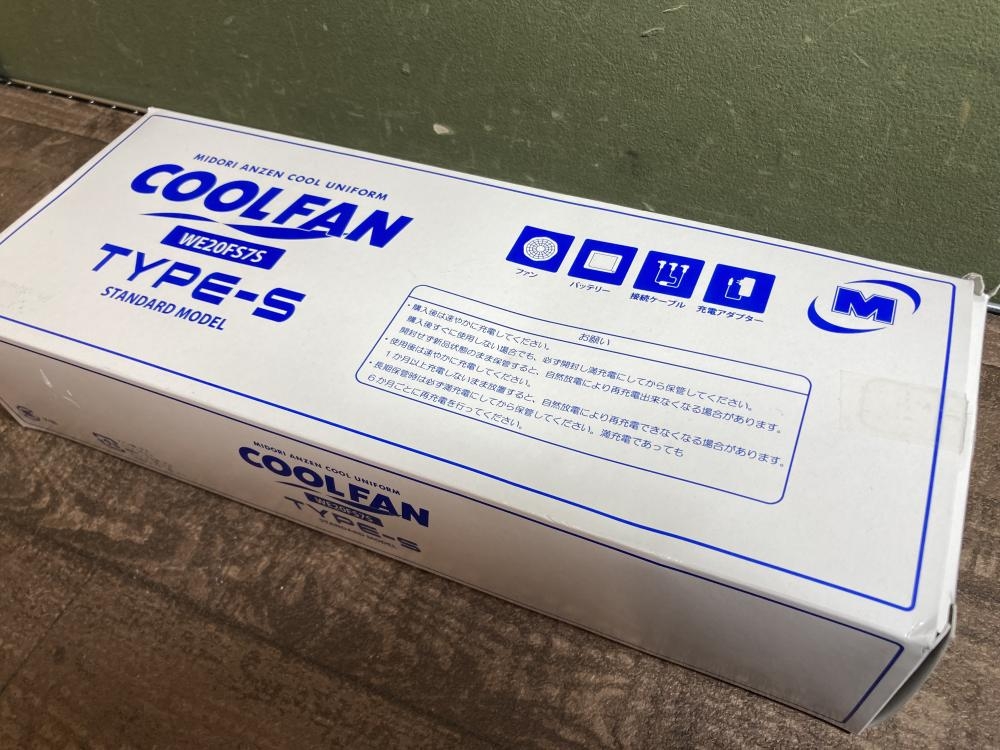 MIDORI ANZEN COOL UNIFORM
COOLFAN
WE20FS7S
TYPE-S
STANDARD MODEL
ファン
バッテリー
接続ケーブル
充電アダプター
M
お願い
・購入後は速やかに充電してください。
購入後すぐに使用しない場合でも、必ず開封し満充電にしてから保管してください。
開封せず新品状態のまま保管すると、自然放電により再充電出来なくなる場合があります。
・使用後は速やかに充電してください。
1か月以上充電しないまま放置すると、自然放電により再充電できなくなる場合があります。
・長期保管時は必ず満充電にしてから保管してください。満充電であっても
6か月ごとに再充電を行ってください。
MIDORI ANZEN COOL UNIFORM
COOLFAN
WE20FS7S
TYPE-S
STANDARD MODEL